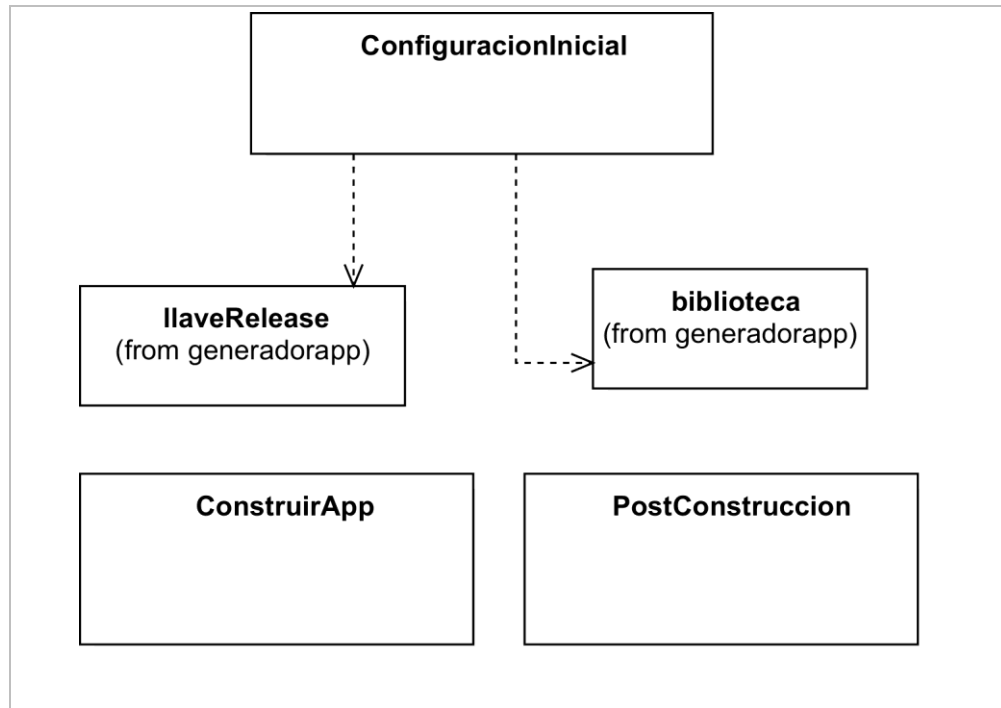 ConfiguracionInicial
llaveRelease
(from generadorapp)
biblioteca
(from generadorapp)
ConstruirApp
PostConstruccion